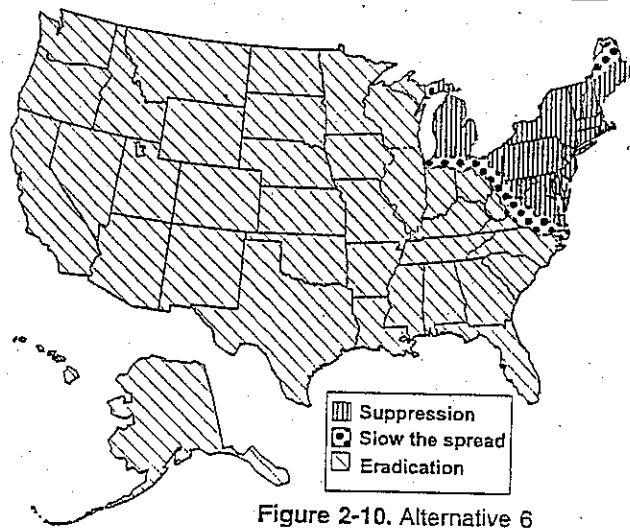 Suppression
Slow the spread
Eradication
Figure 2-10. Alternative 6